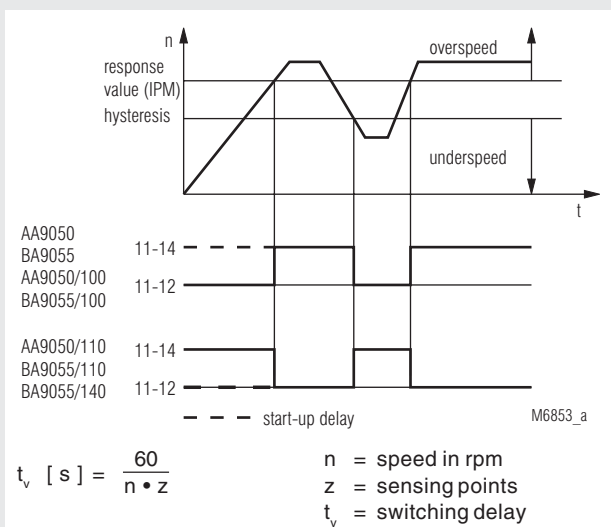 n
overspeed
response
value (IPM)
hysteresis
underspeed
t
AA9050
BA9055
AA9050/100
BA9055/100
11-14
11-12
AA9050/110
BA9055/110
BA9055/140
11-14
11-12
start-up delay
M6853_a
t_v [ s ] = 60 / n • z
n = speed in rpm
z = sensing points
t_v = switching delay